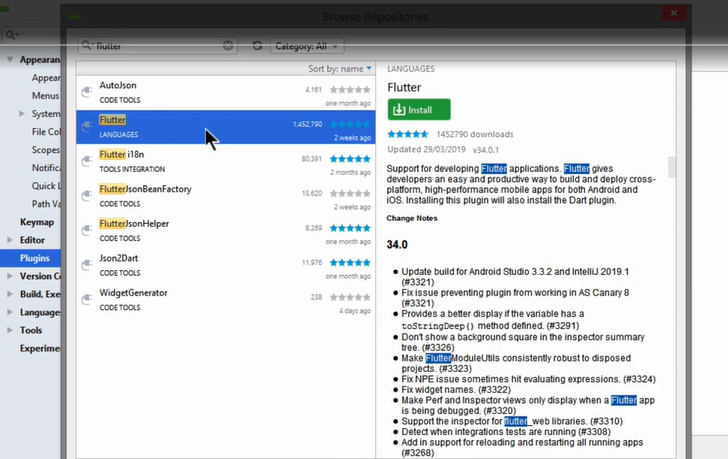 Browse Repositories
flutter
Category: All
Sort by: name
AutoJson
CODE TOOLS
4,161
one month ago
Flutter
LANGUAGES
1,452,790
2 weeks ago
Flutter i18n
TOOLS INTEGRATION
80,391
2 months ago
FlutterJsonBeanFactory
CODE TOOLS
15,620
2 weeks ago
FlutterJsonHelper
CODE TOOLS
8,269
one month ago
Json2Dart
CODE TOOLS
11,976
one month ago
WidgetGenerator
CODE TOOLS
238
4 days ago
LANGUAGES
Flutter
Install
1452790 downloads
Updated 29/03/2019 v34.0.1
Support for developing Flutter applications. Flutter gives
developers an easy and productive way to build and deploy cross-
platform, high-performance mobile apps for both Android and
iOS. Installing this plugin will also install the Dart plugin.
Change Notes
34.0
Update build for Android Studio 3.3.2 and IntelliJ 2019.1
(#3321)
Fix issue preventing plugin from working in AS Canary 8
(#3321)
Provides a better display if the variable has a
toStringDeep() method defined. (#3291)
Don't show a background square in the inspector summary
tree. (#3326)
Make FlutterModuleUtils consistently robust to disposed
projects. (#3323)
Fix NPE issue sometimes hit evaluating expressions. (#3324)
Fix widget names. (#3322)
Make Perf and Inspector views only display when a Flutter app
is being debugged. (#3320)
Support the inspector for flutter_web libraries. (#3310)
Detect when integrations tests are running (#3308)
Add in support for reloading and restarting all running apps
(#3268)
Appearan
Appear
Menus
System
File Col
Scopes
Notifica
Quick L
Path Va
Keymap
Editor
Plugins
Version C
Build, Exe
Language
Tools
Experime